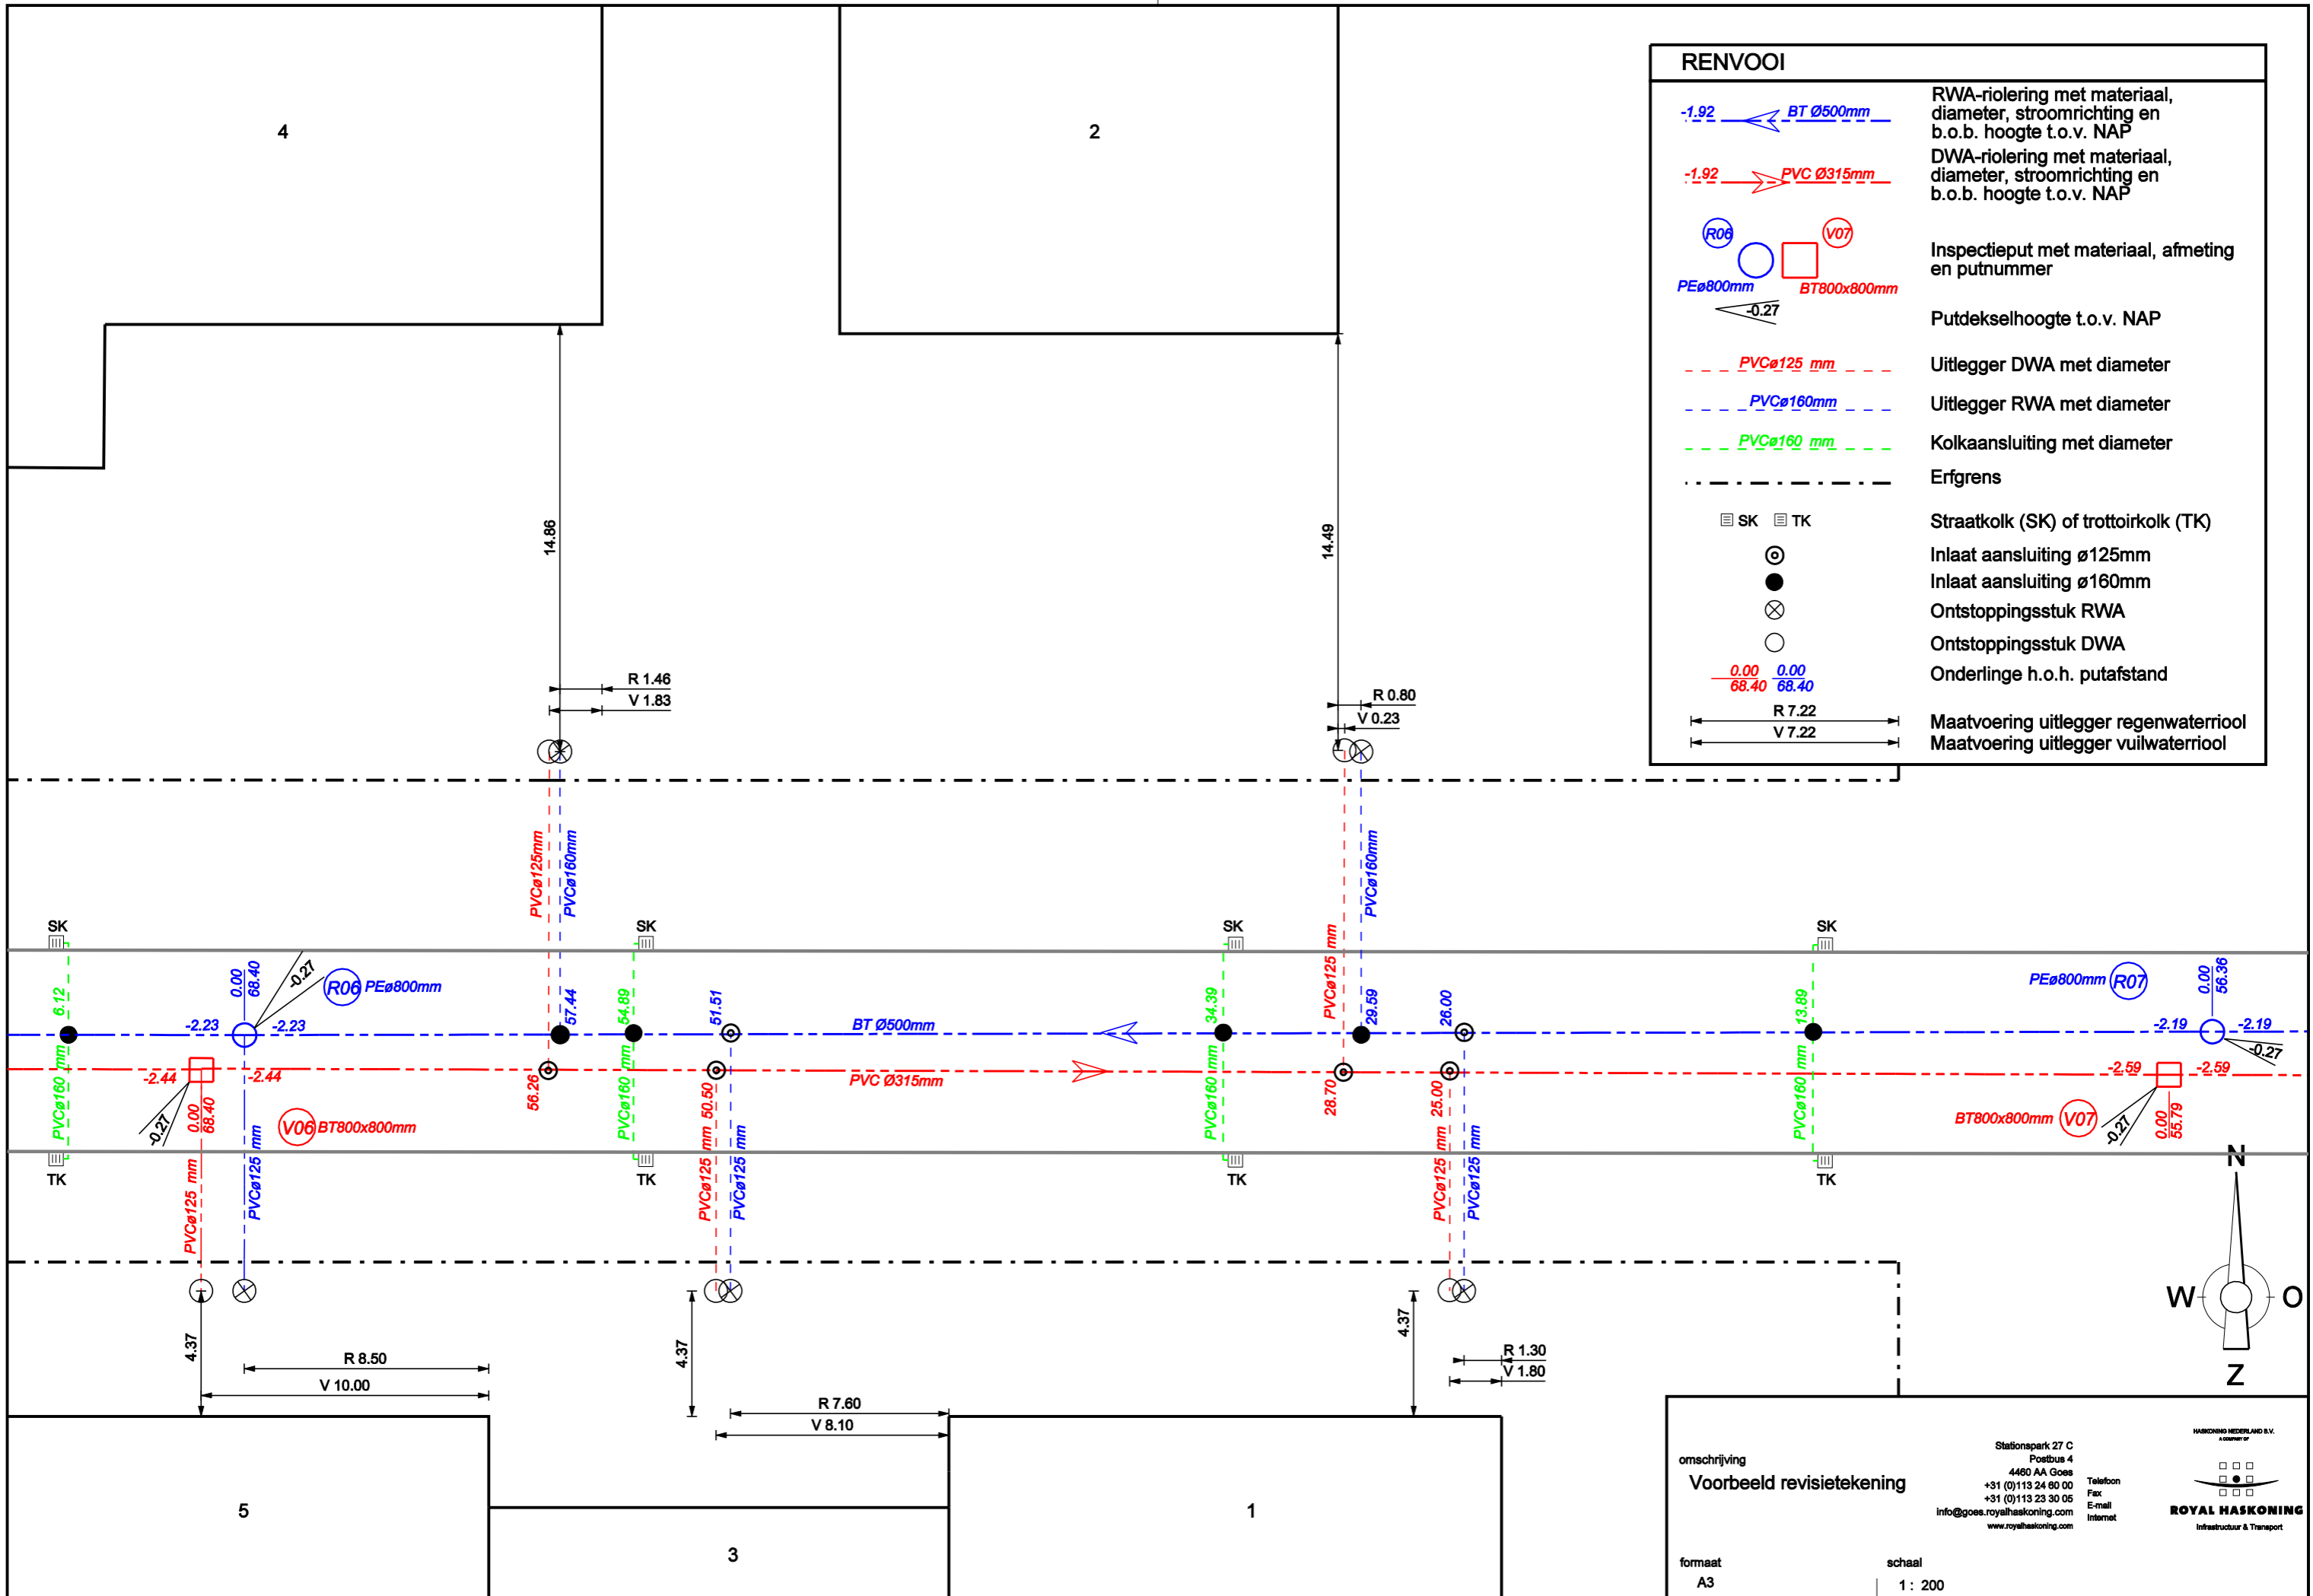 4
2
RENVOOI
-1.92 BT Ø500mm
RWA-riolering met materiaal,
diameter, stroomrichting en
b.o.b. hoogte t.o.v. NAP
-1.92 PVC Ø315mm
DWA-riolering met materiaal,
diameter, stroomrichting en
b.o.b. hoogte t.o.v. NAP
R06 V07
PEø800mm BT800x800mm
Inspectieput met materiaal, afmeting
en putnummer
-0.27 Putdekselhoogte t.o.v. NAP
PVCø125 mm Uitlegger DWA met diameter
PVCø160mm Uitlegger RWA met diameter
PVCø160 mm Kolkaansluiting met diameter
Erfgrens
SK TK Straatkolk (SK) of trottoirkolk (TK)
Inlaat aansluiting ø125mm
Inlaat aansluiting ø160mm
Ontstoppingsstuk RWA
Ontstoppingsstuk DWA
0.00 0.00
68.40 68.40
Onderlinge h.o.h. putafstand
R 7.22 Maatvoering uitlegger regenwaterriool
V 7.22 Maatvoering uitlegger vuilwaterriool
14.86
14.49
R 1.46
V 1.83
R 0.80
V 0.23
PVCø125mm
PVCø160mm
PVCø125 mm
PVCø160mm
SK
SK
SK
SK
6.12
0.00
68.40
-0.27
R06 PEø800mm
57.44
54.89
51.51
34.39
29.59
26.00
13.89
PEø800mm R07
0.00
56.36
-2.23
-2.23
BT Ø500mm
-2.19
-2.19
-0.27
-2.44
-2.44
PVC Ø315mm
-2.59
-2.59
PVCø160 mm
-0.27
0.00
68.40
V06 BT800x800mm
56.26
PVCø160 mm
50.50
PVCø160 mm
28.70
25.00
PVCø160 mm
BT800x800mm V07
-0.27
0.00
55.79
TK
TK
TK
TK
PVCø125 mm
PVCø125 mm
PVCø125 mm
PVCø125 mm
PVCø125 mm
PVCø125 mm
N
W O
Z
4.37
4.37
4.37
R 8.50
V 10.00
R 7.60
V 8.10
R 1.30
V 1.80
5
3
1
omschrijving
Voorbeeld revisietekening
Stationspark 27 C
Postbus 4
4460 AA Goes
+31 (0)113 24 60 00 Telefoon
+31 (0)113 23 30 05 Fax
info@goes.royalhaskoning.com E-mail
www.royalhaskoning.com Internet
HASKONING NEDERLAND B.V.
A COMPANY OF
ROYAL HASKONING
Infrastructuur & Transport
formaat
A3
schaal
1 : 200